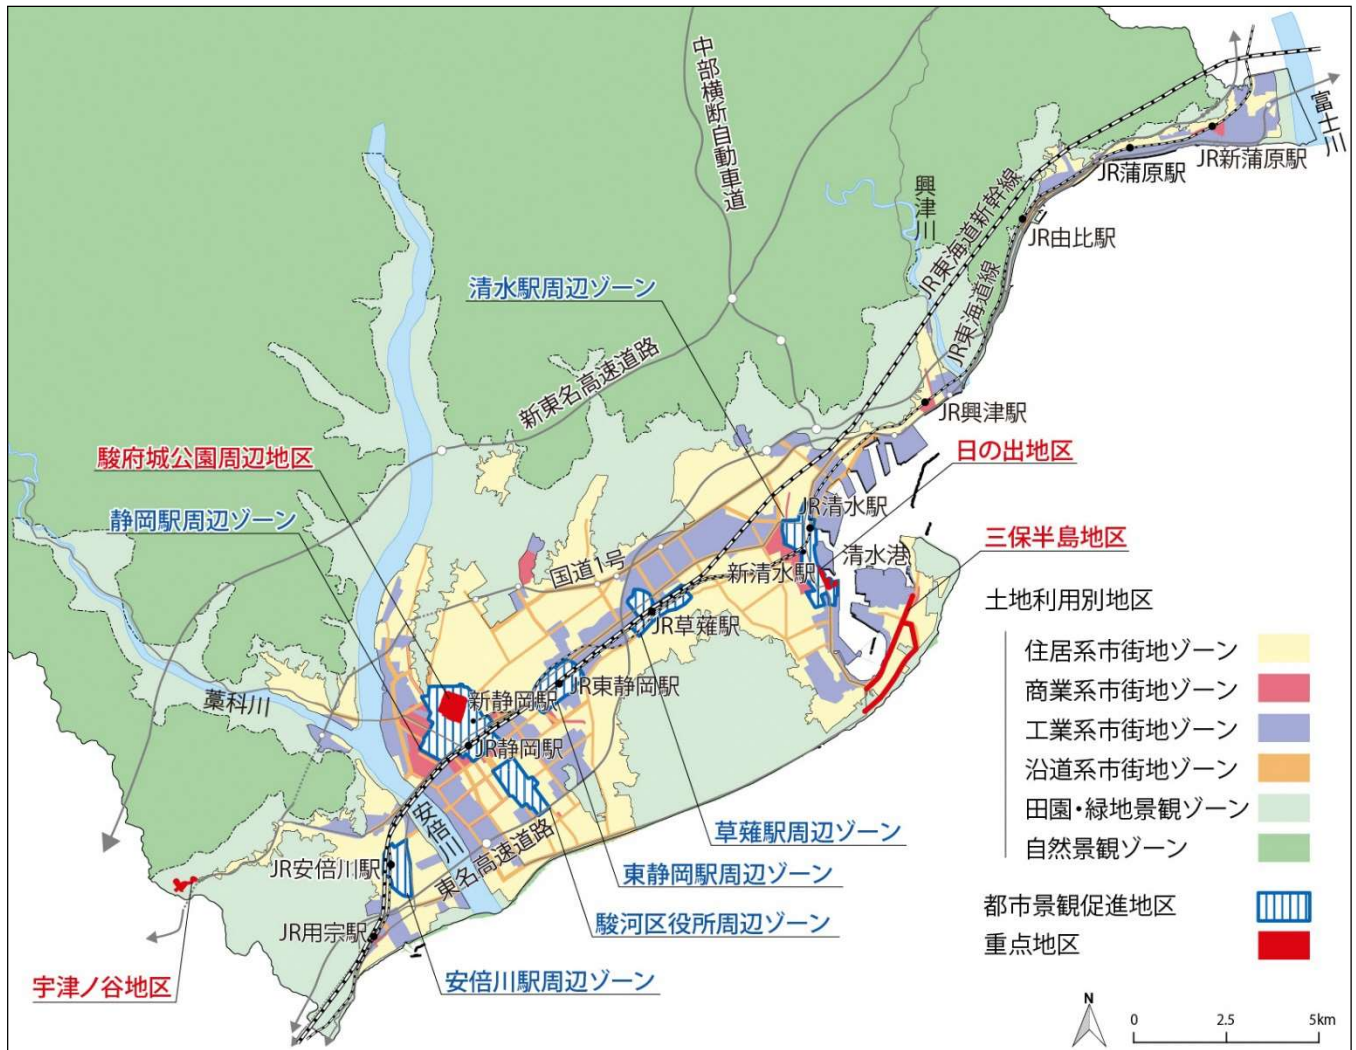 中部横断自動車道
富士川
JR新蒲原駅
JR蒲原駅
興津川
JR東海道新幹線
JR由比駅
清水駅周辺ゾーン
JR東海道線
新東名高速道路
JR興津駅
駿府城公園周辺地区
日の出地区
静岡駅周辺ゾーン
JR清水駅
三保半島地区
清水港
国道1号
新清水駅
土地利用別地区
JR草薙駅
住居系市街地ゾーン
JR東静岡駅
商業系市街地ゾーン
藁科川
新静岡駅
工業系市街地ゾーン
JR静岡駅
沿道系市街地ゾーン
田園・緑地景観ゾーン
安倍川
草薙駅周辺ゾーン
自然景観ゾーン
東名高速道路
JR安倍川駅
東静岡駅周辺ゾーン
都市景観促進地区
駿河区役所周辺ゾーン
JR用宗駅
重点地区
宇津ノ谷地区
安倍川駅周辺ゾーン
N
0 2.5 5km